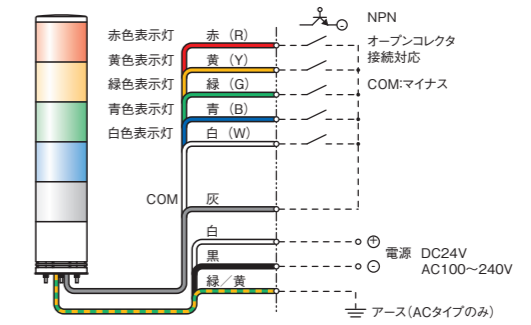 赤色表示灯 赤 (R)
黄色表示灯 黄 (Y)
緑色表示灯 緑 (G)
青色表示灯 青 (B)
白色表示灯 白 (W)
COM 灰
白
黒
緑／黄
NPN
オープンコレクタ
接続対応
COM:マイナス
⊕
⊖
電源 DC24V
AC100～240V
アース(ACタイプのみ)